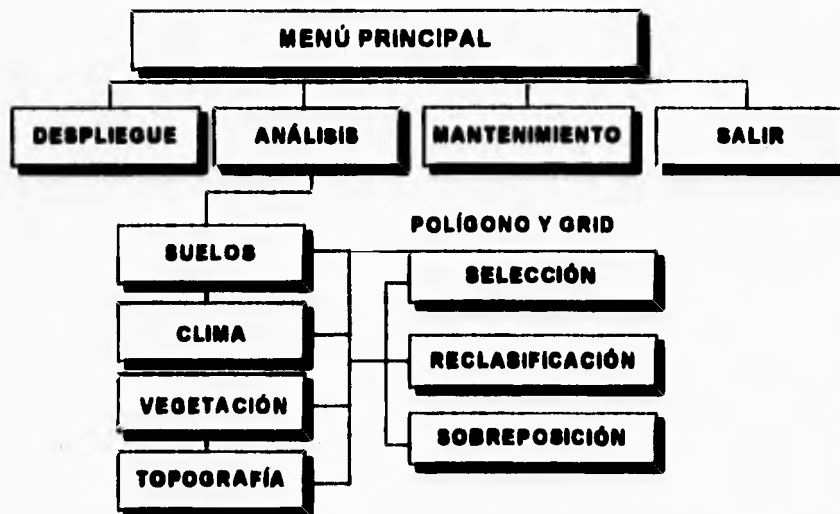 MENÚ PRINCIPAL
DESPLIEGUE
ANÁLISIS
MANTENIMIENTO
SALIR
SUELOS
CLIMA
VEGETACIÓN
TOPOGRAFÍA
POLÍGONO Y GRID
SELECCIÓN
RECLASIFICACIÓN
SOBREPOSICIÓN